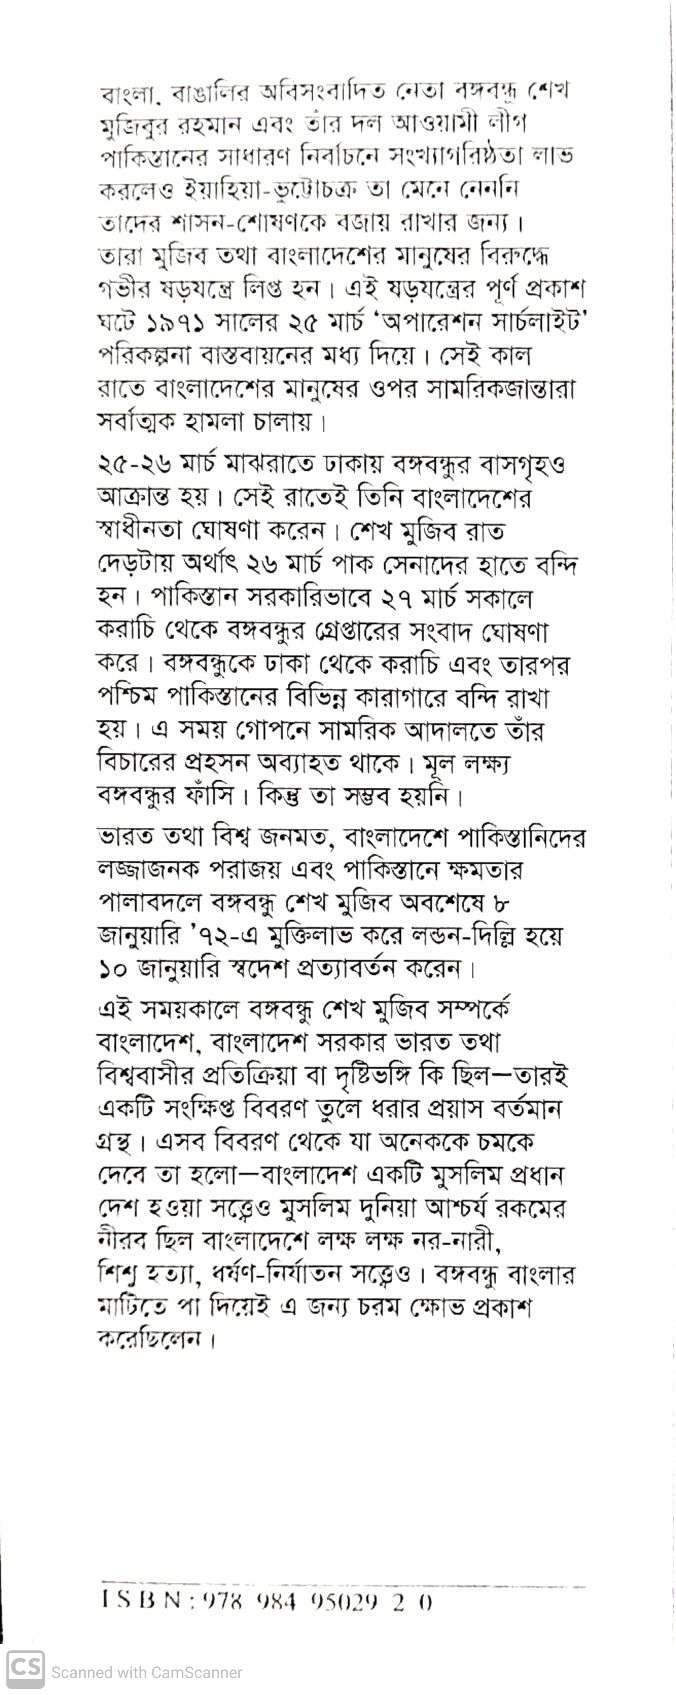 বাংলা, বাঙালির অবিসংবাদিত নেতা বঙ্গবন্ধু শেখ
মুজিবুর রহমান এবং তাঁর দল আওয়ামী লীগ
পাকিস্তানের সাধারণ নির্বাচনে সংখ্যাগরিষ্ঠতা লাভ
করলেও ইয়াহিয়া-ভুট্টোচক্র তা মেনে নেননি
তাদের শাসন-শোষণকে বজায় রাখার জন্য।
তারা মুজিব তথা বাংলাদেশের মানুষের বিরুদ্ধে
গভীর ষড়যন্ত্রে লিপ্ত হন। এই ষড়যন্ত্রের পূর্ণ প্রকাশ
ঘটে ১৯৭১ সালের ২৫ মার্চ ‘অপারেশন সার্চলাইট’
পরিকল্পনা বাস্তবায়নের মধ্য দিয়ে। সেই কাল
রাতে বাংলাদেশের মানুষের ওপর সামরিকজান্তারা
সর্বাত্মক হামলা চালায়।
২৫-২৬ মার্চ মাঝরাতে ঢাকায় বঙ্গবন্ধুর বাসগৃহও
আক্রান্ত হয়। সেই রাতেই তিনি বাংলাদেশের
স্বাধীনতা ঘোষণা করেন। শেখ মুজিব রাত
দেড়টায় অর্থাৎ ২৬ মার্চ পাক সেনাদের হাতে বন্দি
হন। পাকিস্তান সরকারিভাবে ২৭ মার্চ সকালে
করাচি থেকে বঙ্গবন্ধুর গ্রেপ্তারের সংবাদ ঘোষণা
করে। বঙ্গবন্ধুকে ঢাকা থেকে করাচি এবং তারপর
পশ্চিম পাকিস্তানের বিভিন্ন কারাগারে বন্দি রাখা
হয়। এ সময় গোপনে সামরিক আদালতে তাঁর
বিচারের প্রহসন অব্যাহত থাকে। মূল লক্ষ্য
বঙ্গবন্ধুর ফাঁসি। কিন্তু তা সম্ভব হয়নি।
ভারত তথা বিশ্ব জনমত, বাংলাদেশে পাকিস্তানিদের
লজ্জাজনক পরাজয় এবং পাকিস্তানে ক্ষমতার
পালাবদলে বঙ্গবন্ধু শেখ মুজিব অবশেষে ৮
জানুয়ারি ’৭২-এ মুক্তিলাভ করে লন্ডন-দিল্লি হয়ে
১০ জানুয়ারি স্বদেশ প্রত্যাবর্তন করেন।
এই সময়কালে বঙ্গবন্ধু শেখ মুজিব সম্পর্কে
বাংলাদেশ, বাংলাদেশ সরকার ভারত তথা
বিশ্ববাসীর প্রতিক্রিয়া বা দৃষ্টিভঙ্গি কি ছিল—তারই
একটি সংক্ষিপ্ত বিবরণ তুলে ধরার প্রয়াস বর্তমান
গ্রন্থ। এসব বিবরণ থেকে যা অনেককে চমকে
দেবে তা হলো—বাংলাদেশ একটি মুসলিম প্রধান
দেশ হওয়া সত্ত্বেও মুসলিম দুনিয়া আশ্চর্য রকমের
নীরব ছিল বাংলাদেশে লক্ষ লক্ষ নর-নারী,
শিশু হত্যা, ধর্ষণ-নির্যাতন সত্ত্বেও। বঙ্গবন্ধু বাংলার
মাটিতে পা দিয়েই এ জন্য চরম ক্ষোভ প্রকাশ
করেছিলেন।
ISBN : 978 984 95029 2 0
CS Scanned with CamScanner